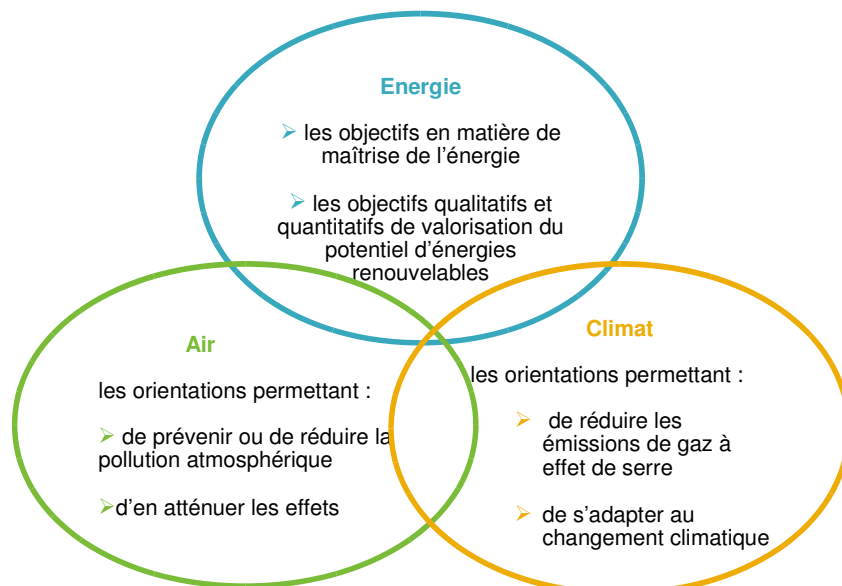 Energie
➢ les objectifs en matière de
maîtrise de l'énergie
➢ les objectifs qualitatifs et
quantitatifs de valorisation du
potentiel d'énergies
renouvelables
Air
les orientations permettant :
➢ de prévenir ou de réduire la
pollution atmosphérique
➢d'en atténuer les effets
Climat
les orientations permettant :
➢ de réduire les
émissions de gaz à
effet de serre
➢ de s'adapter au
changement climatique